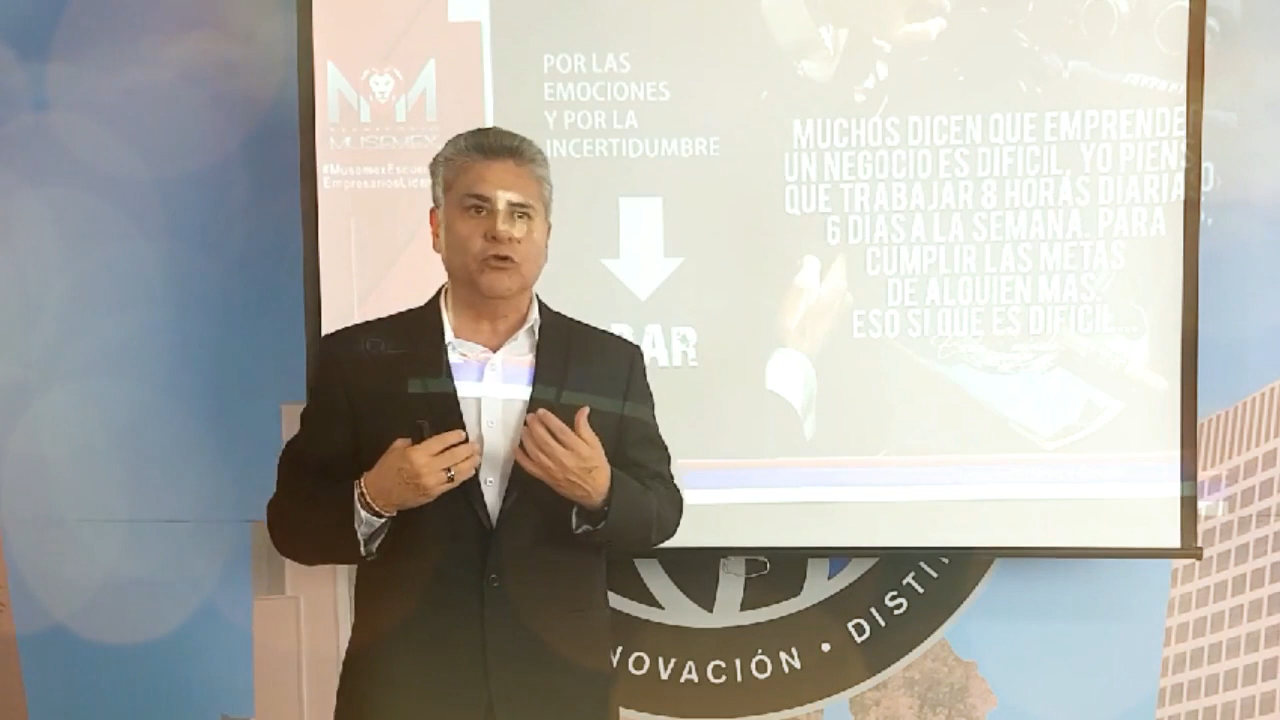 MM
MUSEMEX
POR LAS
EMOCIONES
Y POR LA
INCERTIDUMBRE
MUCHOS DICEN QUE EMPRENDE
UN NEGOCIO ES DIFICIL, YO PIENS
QUE TRABAJAR 8 HORAS DIARIAS O
6 DIAS A LA SEMANA. PARA
CUMPLIR LAS METAS
DE ALGUIEN MAS.
ESO SI QUE ES DIFICIL...
NOVACIÓN • DISTI